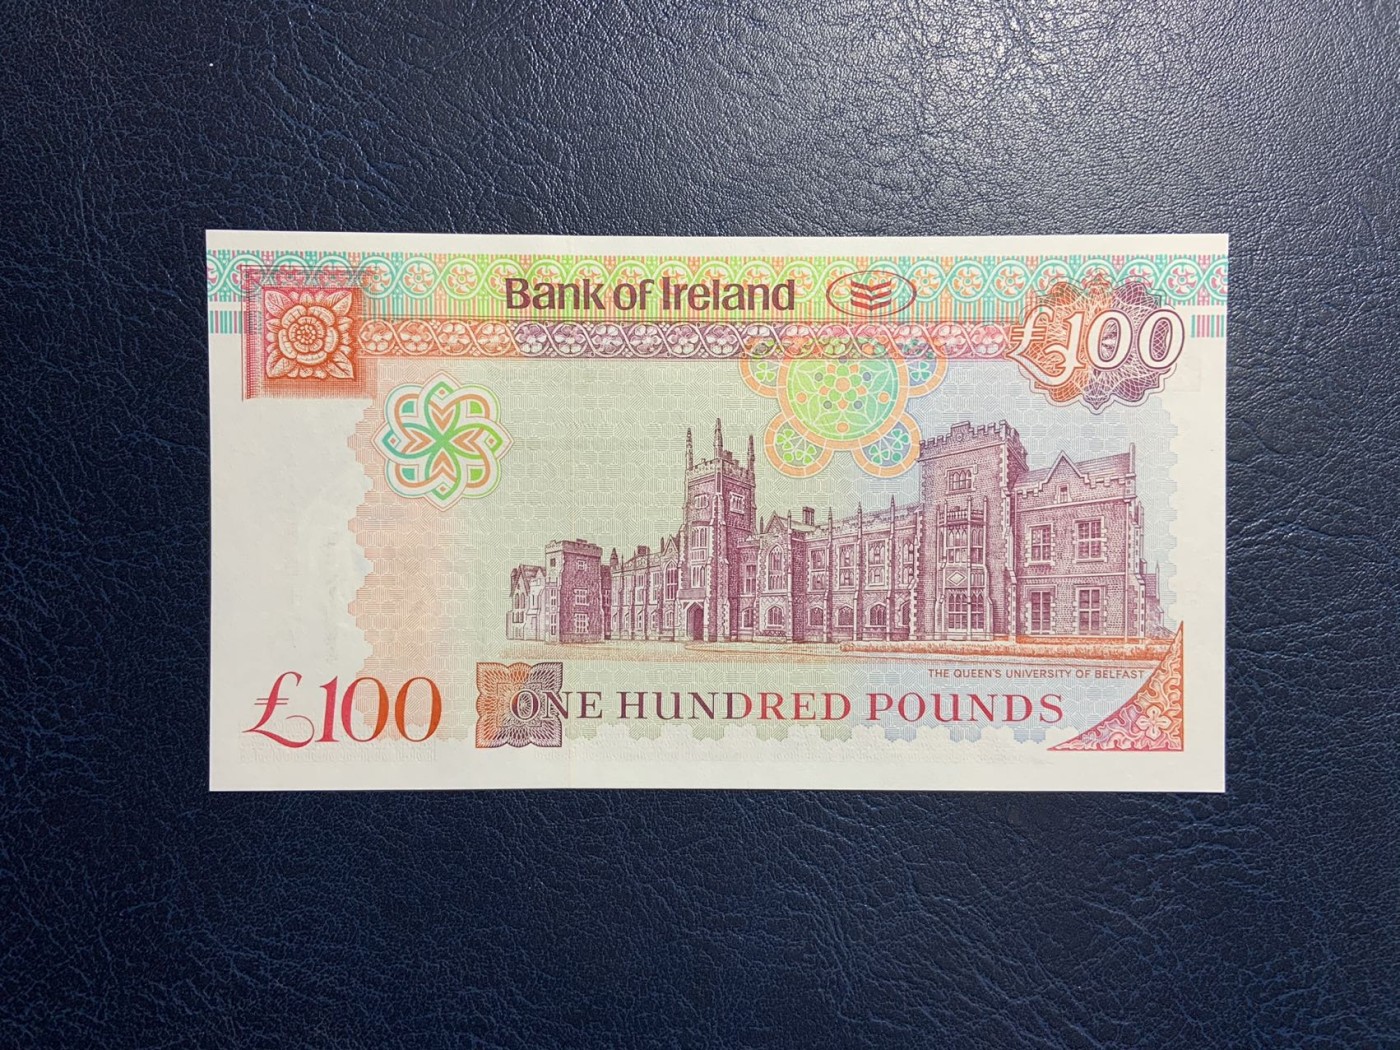 Bank of Ireland
£100
THE QUEEN'S UNIVERSITY OF BELFAST
£100
ONE HUNDRED POUNDS